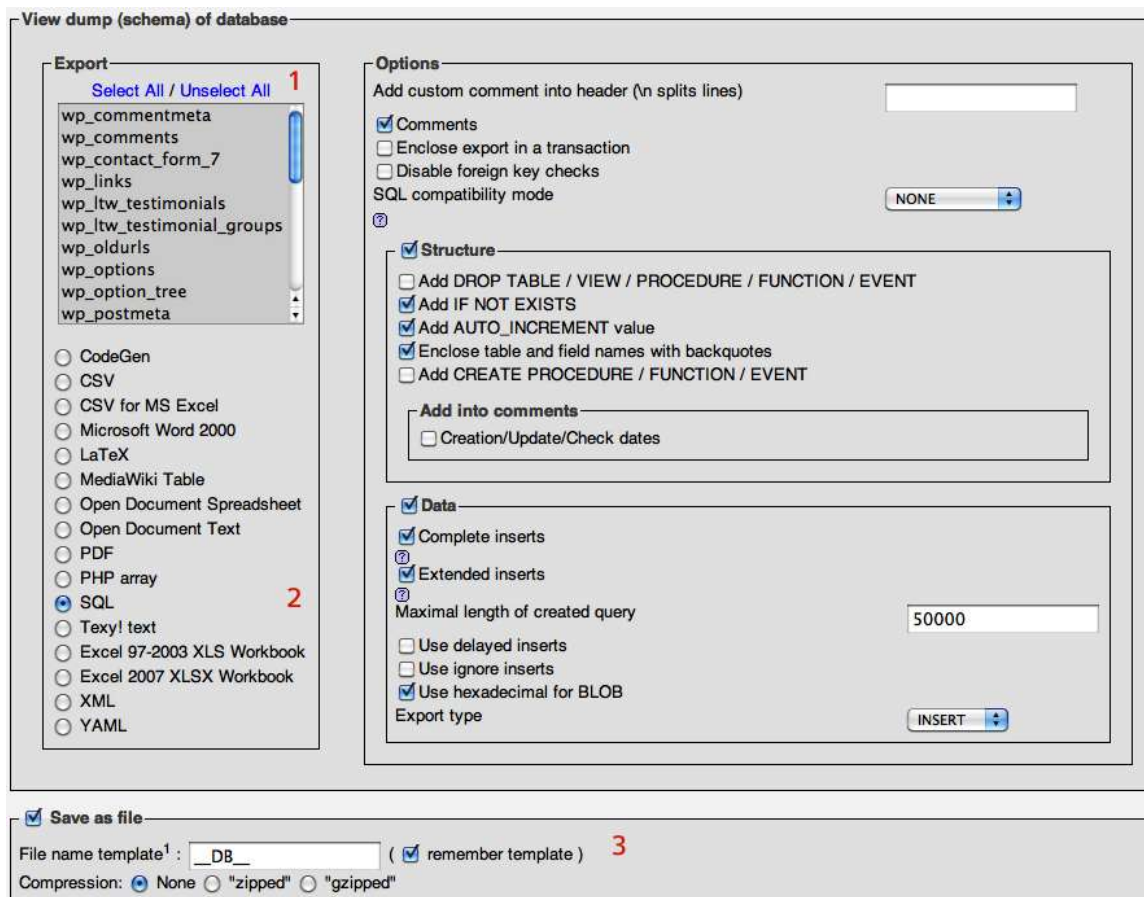 View dump (schema) of database
Export
1
Select All / Unselect All
wp_commentmeta
wp_comments
wp_contact_form_7
wp_links
wp_ltw_testimonials
wp_ltw_testimonial_groups
wp_oldurls
wp_options
wp_option_tree
wp_postmeta
CodeGen
CSV
CSV for MS Excel
Microsoft Word 2000
LaTeX
MediaWiki Table
Open Document Spreadsheet
Open Document Text
PDF
PHP array
SQL 2
Texy! text
Excel 97-2003 XLS Workbook
Excel 2007 XLSX Workbook
XML
YAML
Options
Add custom comment into header (\n splits lines)
Comments
Enclose export in a transaction
Disable foreign key checks
SQL compatibility mode NONE
?
Structure
Add DROP TABLE / VIEW / PROCEDURE / FUNCTION / EVENT
Add IF NOT EXISTS
Add AUTO_INCREMENT value
Enclose table and field names with backquotes
Add CREATE PROCEDURE / FUNCTION / EVENT
Add into comments
Creation/Update/Check dates
Data
Complete inserts
?
Extended inserts
?
Maximal length of created query 50000
Use delayed inserts
Use ignore inserts
Use hexadecimal for BLOB
Export type INSERT
Save as file
File name template1 : __DB__ ( remember template ) 3
Compression: None "zipped" "gzipped"